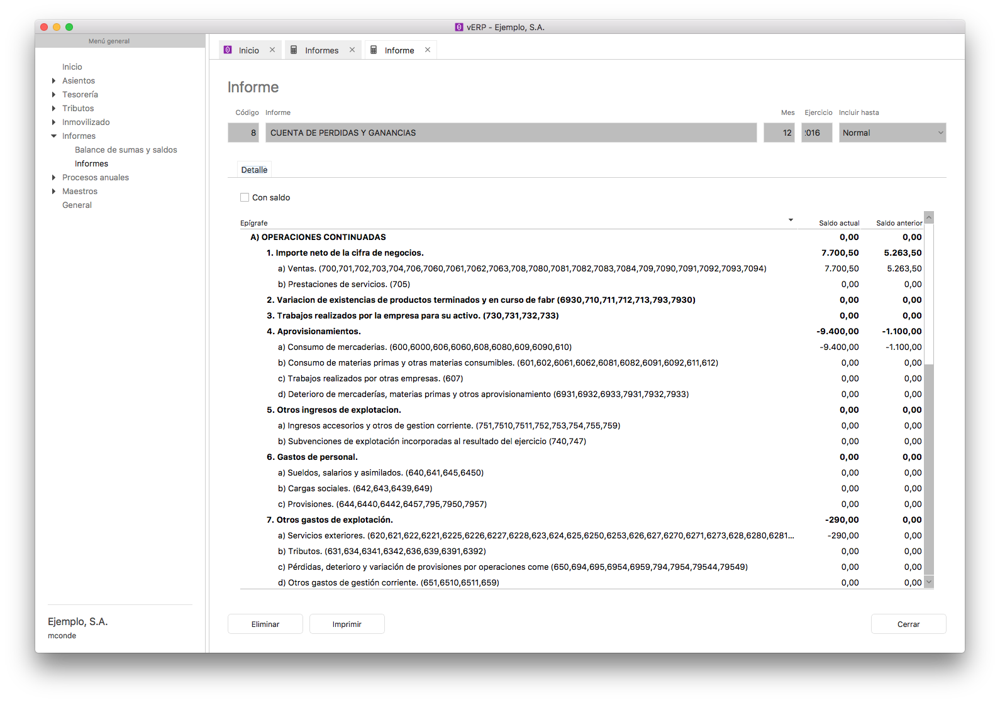 vERP - Ejemplo, S.A.
Menú general
Inicio
Asientos
Tesorería
Tributos
Inmovilizado
Informes
Balance de sumas y saldos
Informes
Procesos anuales
Maestros
General
Ejemplo, S.A.
mconde
Inicio Informes Informe
Informe
Código Informe Mes Ejercicio Incluir hasta
8 CUENTA DE PERDIDAS Y GANANCIAS 12 :016 Normal
Detalle
Con saldo
Epígrafe Saldo actual Saldo anterior
A) OPERACIONES CONTINUADAS 0,00 0,00
1. Importe neto de la cifra de negocios. 7.700,50 5.263,50
a) Ventas. (700,701,702,703,704,706,7060,7061,7062,7063,708,7080,7081,7082,7083,7084,709,7090,7091,7092,7093,7094) 7.700,50 5.263,50
b) Prestaciones de servicios. (705) 0,00 0,00
2. Variacion de existencias de productos terminados y en curso de fabr (6930,710,711,712,713,793,7930) 0,00 0,00
3. Trabajos realizados por la empresa para su activo. (730,731,732,733) 0,00 0,00
4. Aprovisionamientos. -9.400,00 -1.100,00
a) Consumo de mercaderias. (600,6000,606,6060,608,6080,609,6090,610) -9.400,00 -1.100,00
b) Consumo de materias primas y otras materias consumibles. (601,602,6061,6062,6081,6082,6091,6092,611,612) 0,00 0,00
c) Trabajos realizados por otras empresas. (607) 0,00 0,00
d) Deterioro de mercaderías, materias primas y otros aprovisionamiento (6931,6932,6933,7931,7932,7933) 0,00 0,00
5. Otros ingresos de explotacion. 0,00 0,00
a) Ingresos accesorios y otros de gestion corriente. (751,7510,7511,752,753,754,755,759) 0,00 0,00
b) Subvenciones de explotación incorporadas al resultado del ejercicio (740,747) 0,00 0,00
6. Gastos de personal. 0,00 0,00
a) Sueldos, salarios y asimilados. (640,641,645,6450) 0,00 0,00
b) Cargas sociales. (642,643,6439,649) 0,00 0,00
c) Provisiones. (644,6440,6442,6457,795,7950,7957) 0,00 0,00
7. Otros gastos de explotación. -290,00 0,00
a) Servicios exteriores. (620,621,622,6221,6225,6226,6227,6228,623,624,625,6250,6253,626,627,6270,6271,6273,628,6280,6281... -290,00 0,00
b) Tributos. (631,634,6341,6342,636,639,6391,6392) 0,00 0,00
c) Pérdidas, deterioro y variación de provisiones por operaciones come (650,694,695,6954,6959,794,7954,79544,79549) 0,00 0,00
d) Otros gastos de gestión corriente. (651,6510,6511,659) 0,00 0,00
Eliminar Imprimir Cerrar